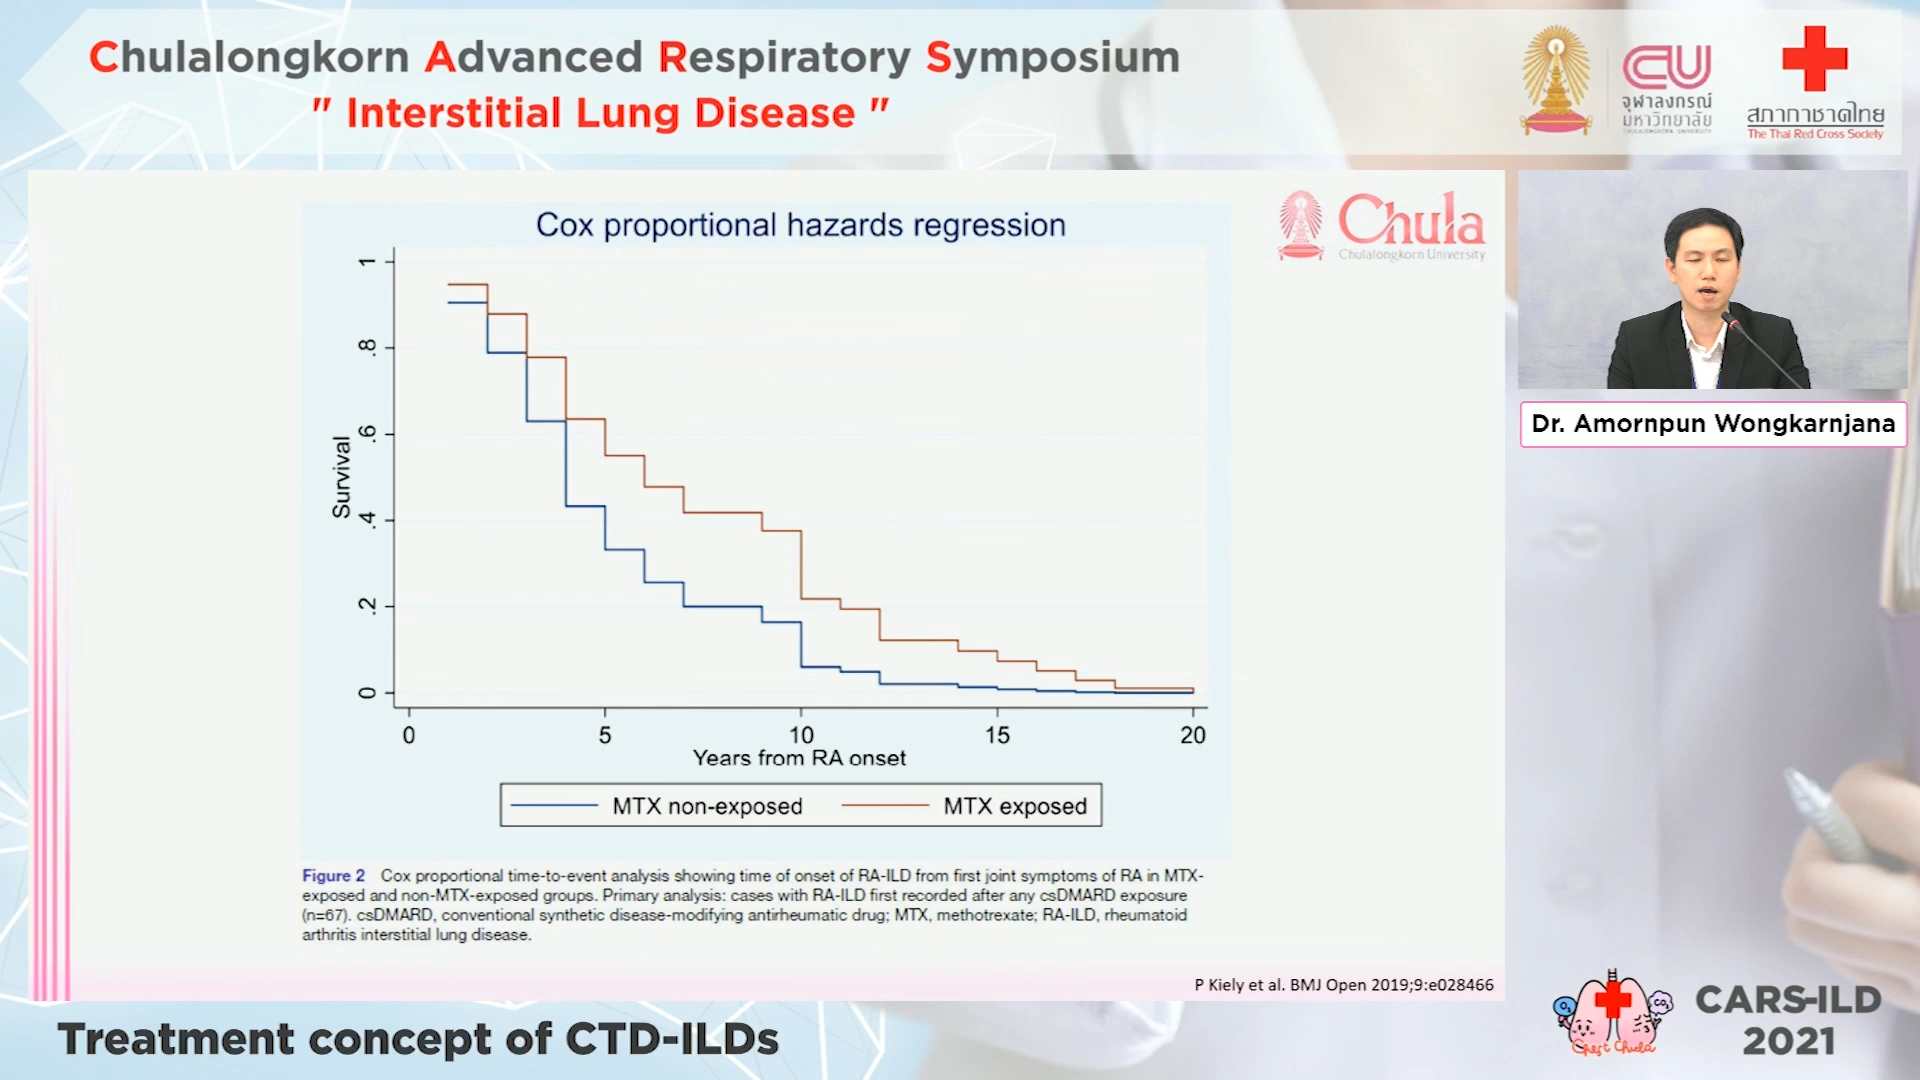 Chulalongkorn Advanced Respiratory Symposium
" Interstitial Lung Disease "
CU
จุฬาลงกรณ์
มหาวิทยาลัย
CHULALONGKORN UNIVERSITY
สภากาชาดไทย
The Thai Red Cross Society
Chula
Chulalongkorn University
Cox proportional hazards regression
1
.8
.6
.4
.2
0
Survival
0 5 10 15 20
Years from RA onset
MTX non-exposed MTX exposed
Figure 2 Cox proportional time-to-event analysis showing time of onset of RA-ILD from first joint symptoms of RA in MTX-
exposed and non-MTX-exposed groups. Primary analysis: cases with RA-ILD first recorded after any csDMARD exposure
(n=67). csDMARD, conventional synthetic disease-modifying antirheumatic drug; MTX, methotrexate; RA-ILD, rheumatoid
arthritis interstitial lung disease.
P Kiely et al. BMJ Open 2019;9:e028466
Dr. Amornpun Wongkarnjana
Treatment concept of CTD-ILDs
O2
CO2
Chest Chula
CARS-ILD
2021